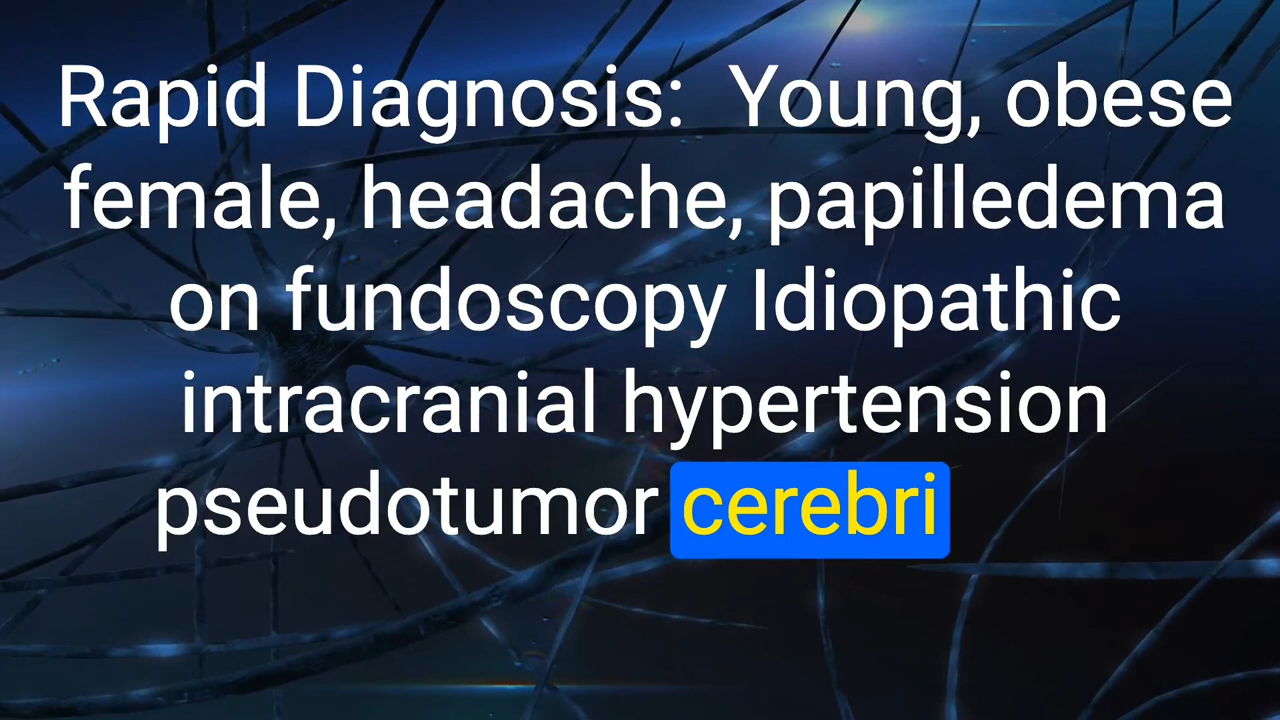 Rapid Diagnosis:  Young, obese
female, headache, papilledema
on fundoscopy Idiopathic
intracranial hypertension
pseudotumor cerebri